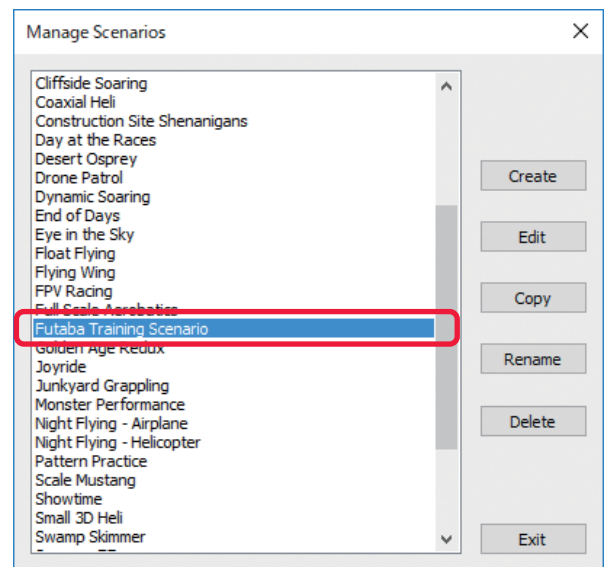 Manage Scenarios
Cliffside Soaring
Coaxial Heli
Construction Site Shenanigans
Day at the Races
Desert Osprey
Drone Patrol
Dynamic Soaring
End of Days
Eye in the Sky
Float Flying
Flying Wing
FPV Racing
Full Scale Aerobatics
Futaba Training Scenario
Golden Age Redux
Joyride
Junkyard Grappling
Monster Performance
Night Flying - Airplane
Night Flying - Helicopter
Pattern Practice
Scale Mustang
Showtime
Small 3D Heli
Swamp Skimmer
Create
Edit
Copy
Rename
Delete
Exit